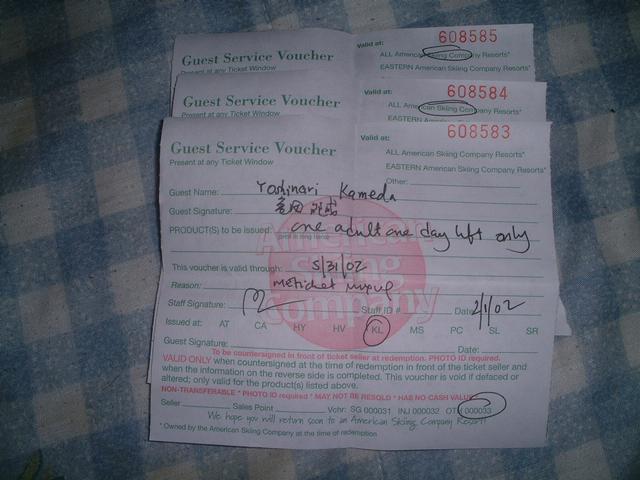 608585
Guest Service Voucher
Valid at:
ALL American Skiing Company Resorts*
Present at any Ticket Window
EASTERN American Skiing Company Resorts*
608584
Guest Service Voucher
Valid at:
ALL American Skiing Company Resorts*
Present at any Ticket Window
EASTERN American
608583
Guest Service Voucher
Valid at:
Present at any Ticket Window
ALL American Skiing Company Resorts*
EASTERN American Skiing Company Resorts*
Other:
Guest Name: Yoshinari Kameda
Guest Signature:
PRODUCT(S) to be issued: one adult one day lift only
American Skiing Company
This voucher is valid through: 5/31/02
Reason: meticket mixup
Staff Signature: Staff ID # Date 2/1/02
Issued at: AT CA HY HV KL MS PC SL SR
Guest Signature: Date:
To be countersigned in front of ticket seller at redemption. PHOTO ID required.
VALID ONLY when countersigned at the time of redemption in front of the ticket seller and
when the information on the reverse side is completed. This voucher is void if defaced or
altered; only valid for the product(s) listed above.
NON-TRANSFERABLE * PHOTO ID required * MAY NOT BE RESOLD * HAS NO CASH VALUE
Seller Sales Point Vchr: SG 000031 INJ 000032 OT 000033
We hope you will return soon to an American Skiing Company Resort!
* Owned by the American Skiing Company at the time of redemption